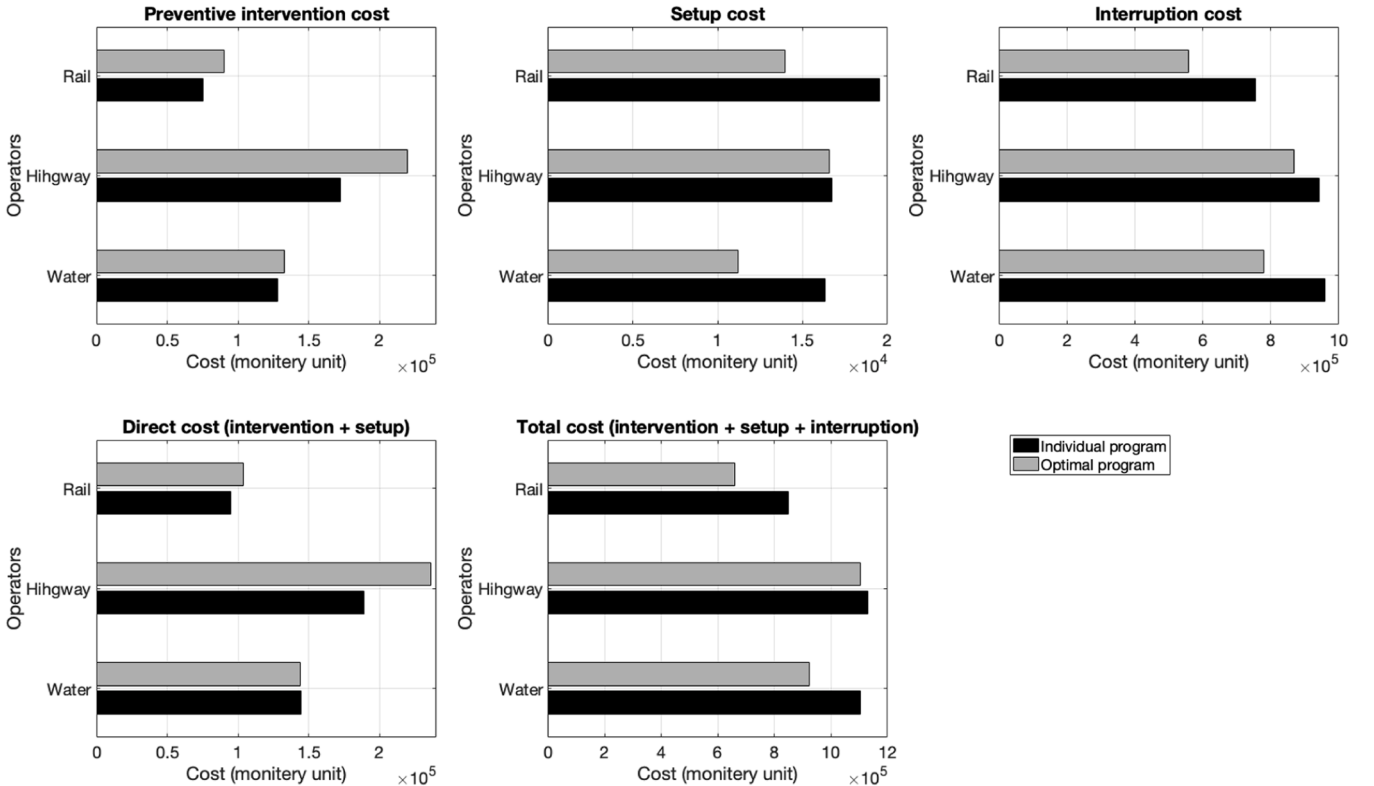 Preventive intervention cost
Operators
Rail
Hihgway
Water
0 0.5 1 1.5 2
×10^5
Cost (monitery unit)
Setup cost
Operators
Rail
Hihgway
Water
0 0.5 1 1.5 2
×10^4
Cost (monitery unit)
Interruption cost
Operators
Rail
Hihgway
Water
0 2 4 6 8 10
×10^5
Cost (monitery unit)
Direct cost (intervention + setup)
Operators
Rail
Hihgway
Water
0 0.5 1 1.5 2
×10^5
Cost (monitery unit)
Total cost (intervention + setup + interruption)
Operators
Rail
Hihgway
Water
0 2 4 6 8 10 12
×10^5
Cost (monitery unit)
Individual program
Optimal program